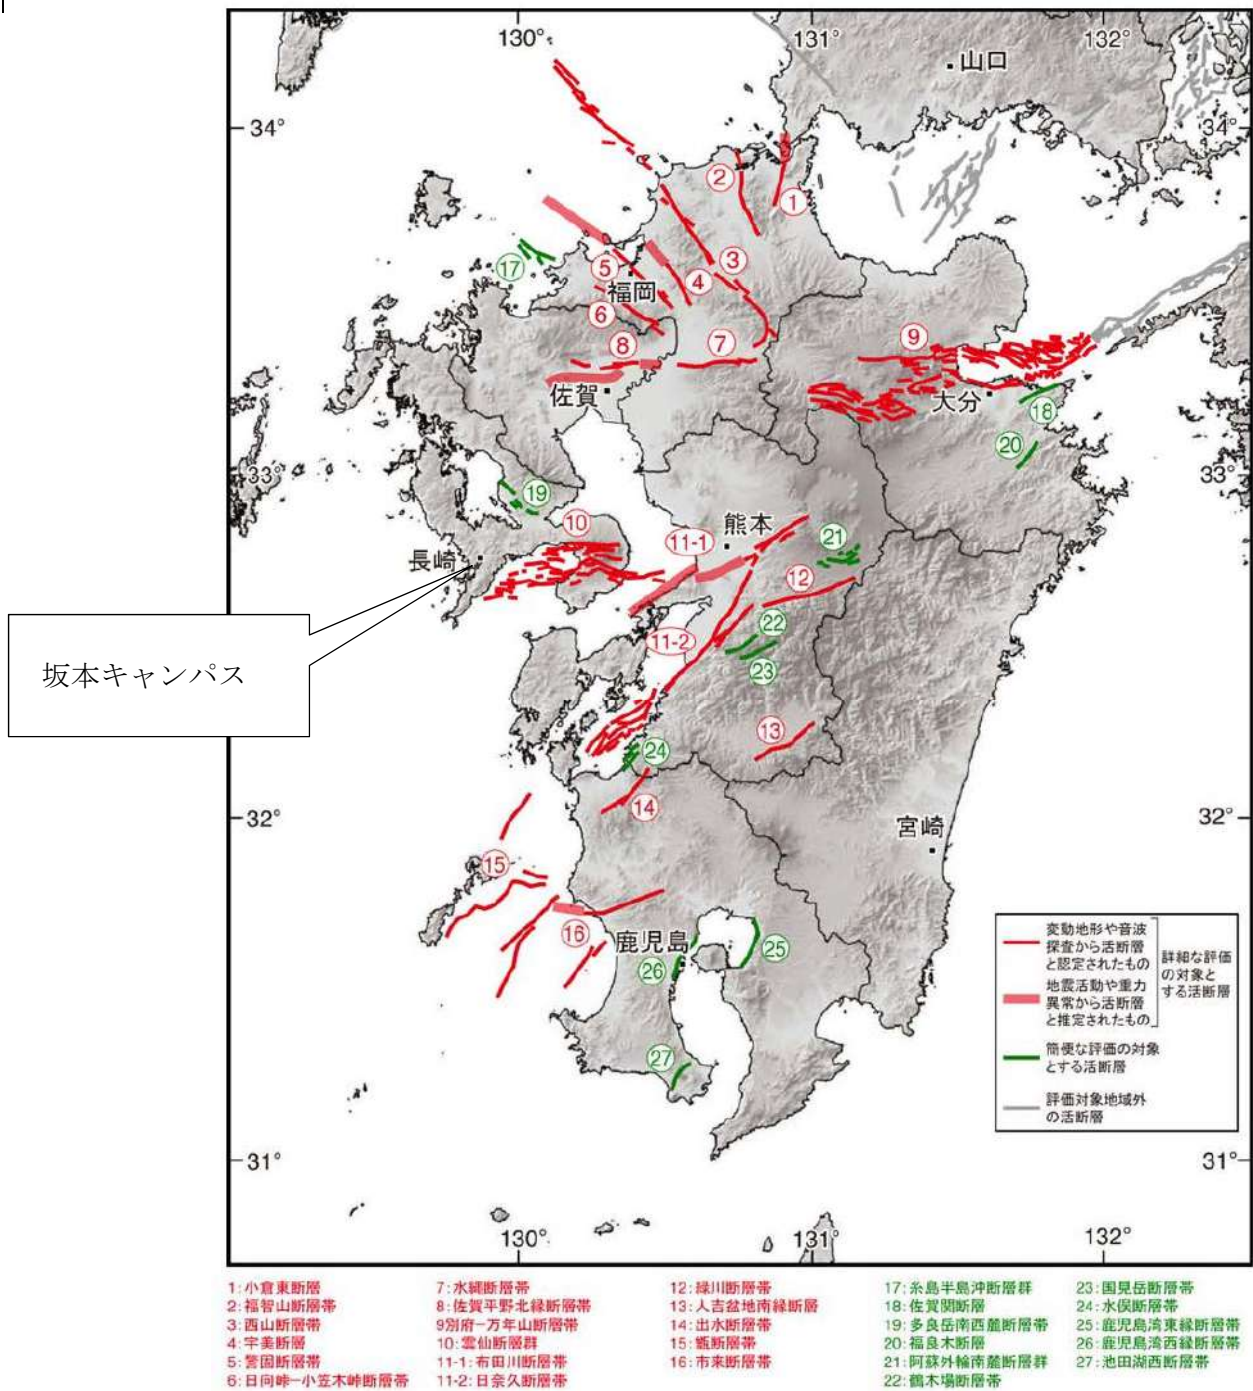 130°
131°
132°
山口
34°
34°
2
1
3
17
5
4
福岡
6
8
7
9
佐賀
大分
18
20
33°
33°
19
10
熊本
11-1
21
長崎
12
22
11-2
坂本キャンパス
23
13
24
14
32°
32°
宮崎
15
16
鹿児島
25
26
変動地形や音波
探査から活断層
と認定されたもの
地震活動や重力
異常から活断層
と推定されたもの
詳細な評価
の対象と
する活断層
27
簡便な評価の対象
とする活断層
評価対象地域外
の活断層
31°
31°
130°
131°
132°
1:小倉東断層
2:福智山断層帯
3:西山断層帯
4:宇美断層
5:警固断層帯
6:日向峠−小笠木峠断層帯
7:水縄断層帯
8:佐賀平野北縁断層帯
9別府−万年山断層帯
10:雲仙断層群
11-1:布田川断層帯
11-2:日奈久断層帯
12:緑川断層帯
13:人吉盆地南縁断層
14:出水断層帯
15:甑断層帯
16:市来断層帯
17:糸島半島沖断層群
18:佐賀関断層
19:多良岳南西麓断層帯
20:福良木断層
21:阿蘇外輪南麓断層群
22:鶴木場断層帯
23:国見岳断層帯
24:水俣断層帯
25:鹿児島湾東縁断層帯
26:鹿児島湾西縁断層帯
27:池田湖西断層帯